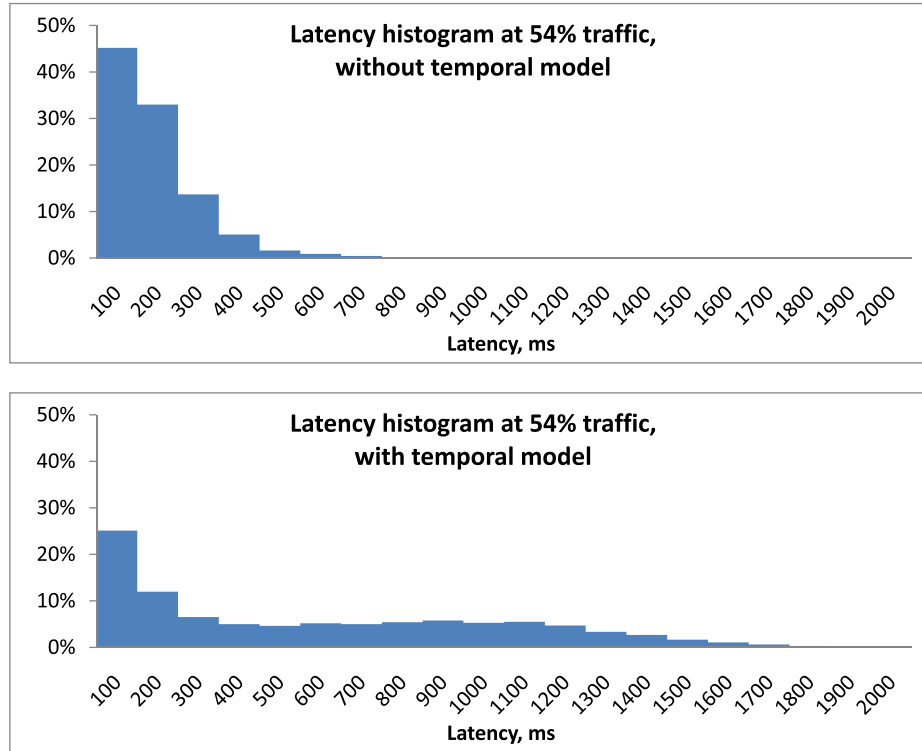 Latency histogram at 54% traffic,
without temporal model
50%
40%
30%
20%
10%
0%
100 200 300 400 500 600 700 800 900 1000 1100 1200 1300 1400 1500 1600 1700 1800 1900 2000
Latency, ms
Latency histogram at 54% traffic,
with temporal model
50%
40%
30%
20%
10%
0%
100 200 300 400 500 600 700 800 900 1000 1100 1200 1300 1400 1500 1600 1700 1800 1900 2000
Latency, ms